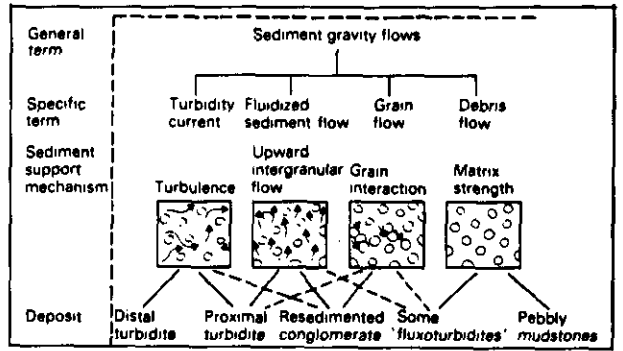 General term
Sediment gravity flows
Specific term
Turbidity current
Fluidized sediment flow
Grain flow
Debris flow
Sediment support mechanism
Turbulence
Upward intergranular flow
Grain interaction
Matrix strength
Deposit
Distal turbidite
Proximal turbidite
Resedimented conglomerate
Some 'fluxoturbidites'
Pebbly mudstones